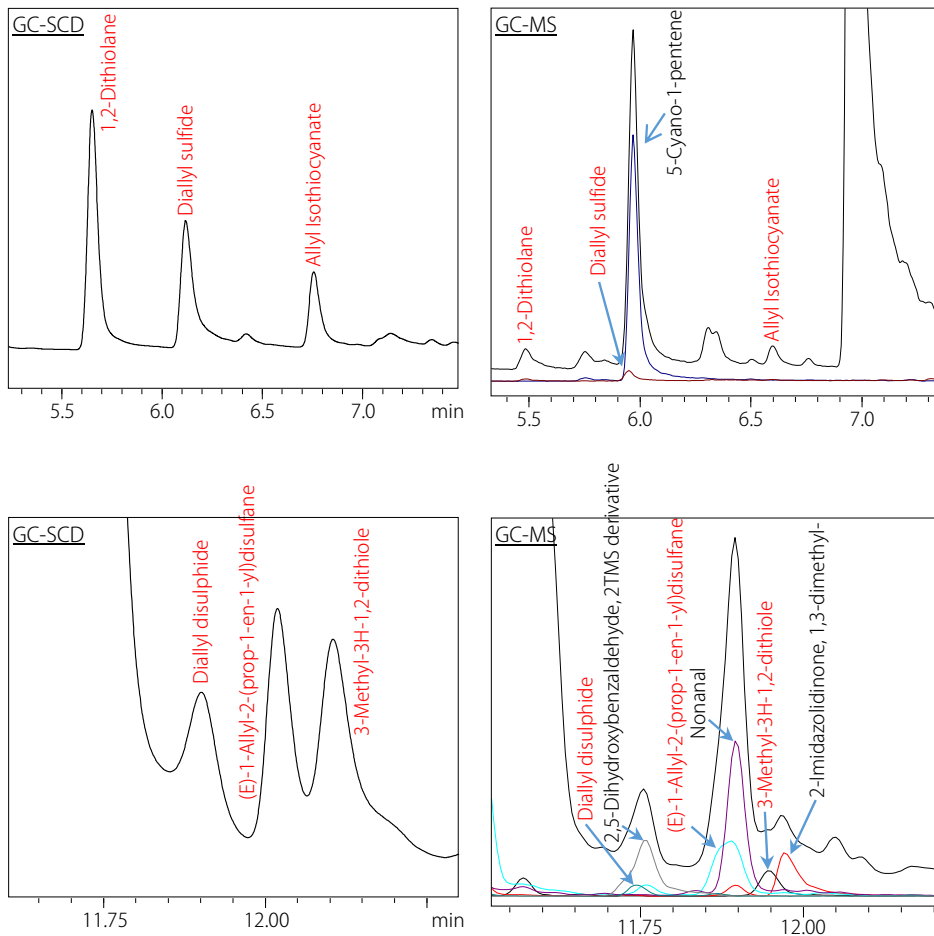 GC-SCD
1,2-Dithiolane
Diallyl sulfide
Allyl Isothiocyanate
5.5 6.0 6.5 7.0 min
GC-MS
1,2-Dithiolane
Diallyl sulfide
5-Cyano-1-pentene
Allyl Isothiocyanate
5.5 6.0 6.5 7.0
GC-SCD
Diallyl disulphide
(E)-1-Allyl-2-(prop-1-en-1-yl)disulfane
3-Methyl-3H-1,2-dithiole
11.75 12.00 min
GC-MS
Diallyl disulphide
2,5-Dihydroxybenzaldehyde, 2TMS derivative
(E)-1-Allyl-2-(prop-1-en-1-yl)disulfane
Nonanal
3-Methyl-3H-1,2-dithiole
2-Imidazolidinone, 1,3-dimethyl-
11.75 12.00